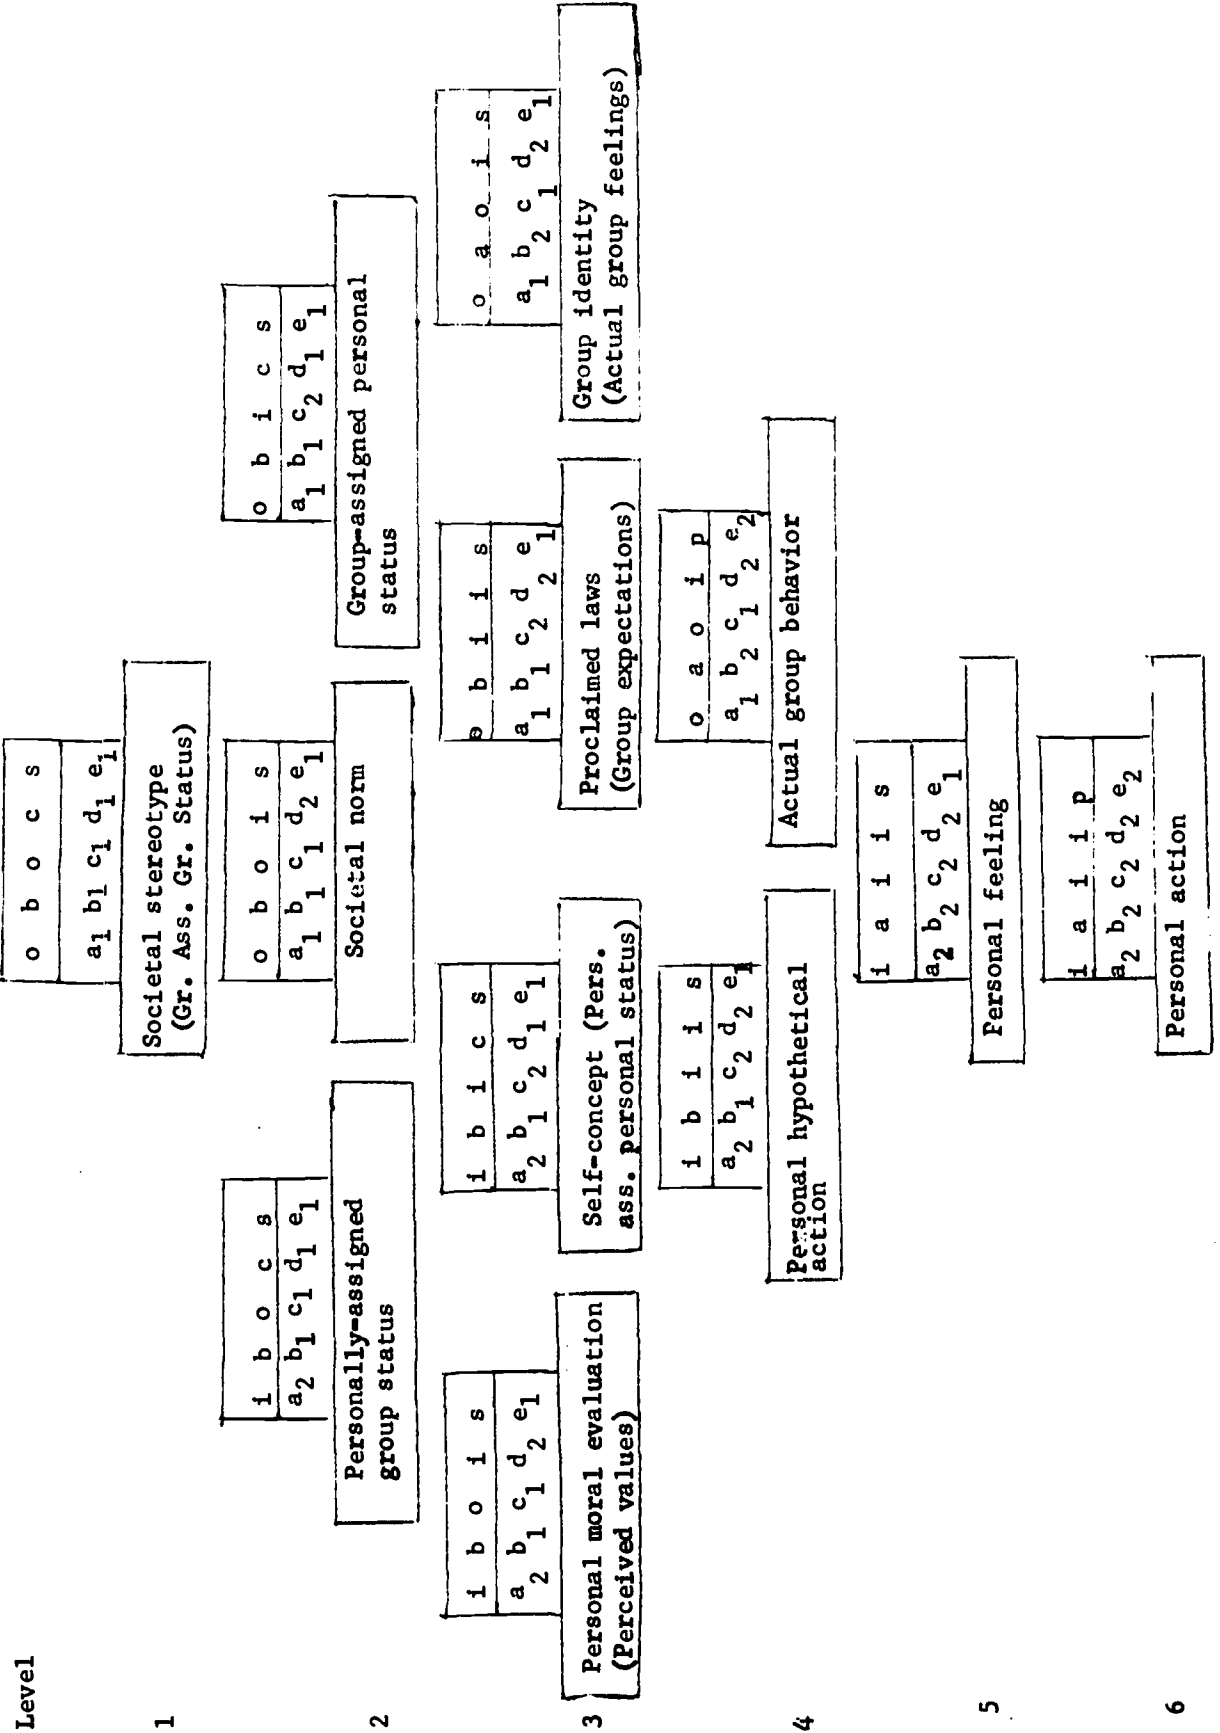 Level
1
o b o c s
a1 b1 c1 d1 e1
Societal stereotype
(Gr. Ass. Gr. Status)
2
i b o c s
a2 b1 c1 d1 e1
Personally-assigned
group status
o b o i s
a1 b1 c1 d2 e1
Societal norm
o b i c s
a1 b1 c2 d1 e1
Group-assigned personal
status
3
i b o i s
a2 b1 c1 d2 e1
Personal moral evaluation
(Perceived values)
i b i c s
a2 b1 c2 d1 e1
Self-concept (Pers.
ass. personal status)
o b i i s
a1 b1 c2 d2 e1
Proclaimed laws
(Group expectations)
o a o i s
a1 b2 c1 d2 e1
Group identity
(Actual group feelings)
4
i b i i s
a2 b1 c2 d2 e1
Personal hypothetical
action
o a o i p
a1 b2 c1 d2 e2
Actual group behavior
5
i a i i s
a2 b2 c2 d2 e1
Personal feeling
6
i a i i p
a2 b2 c2 d2 e2
Personal action